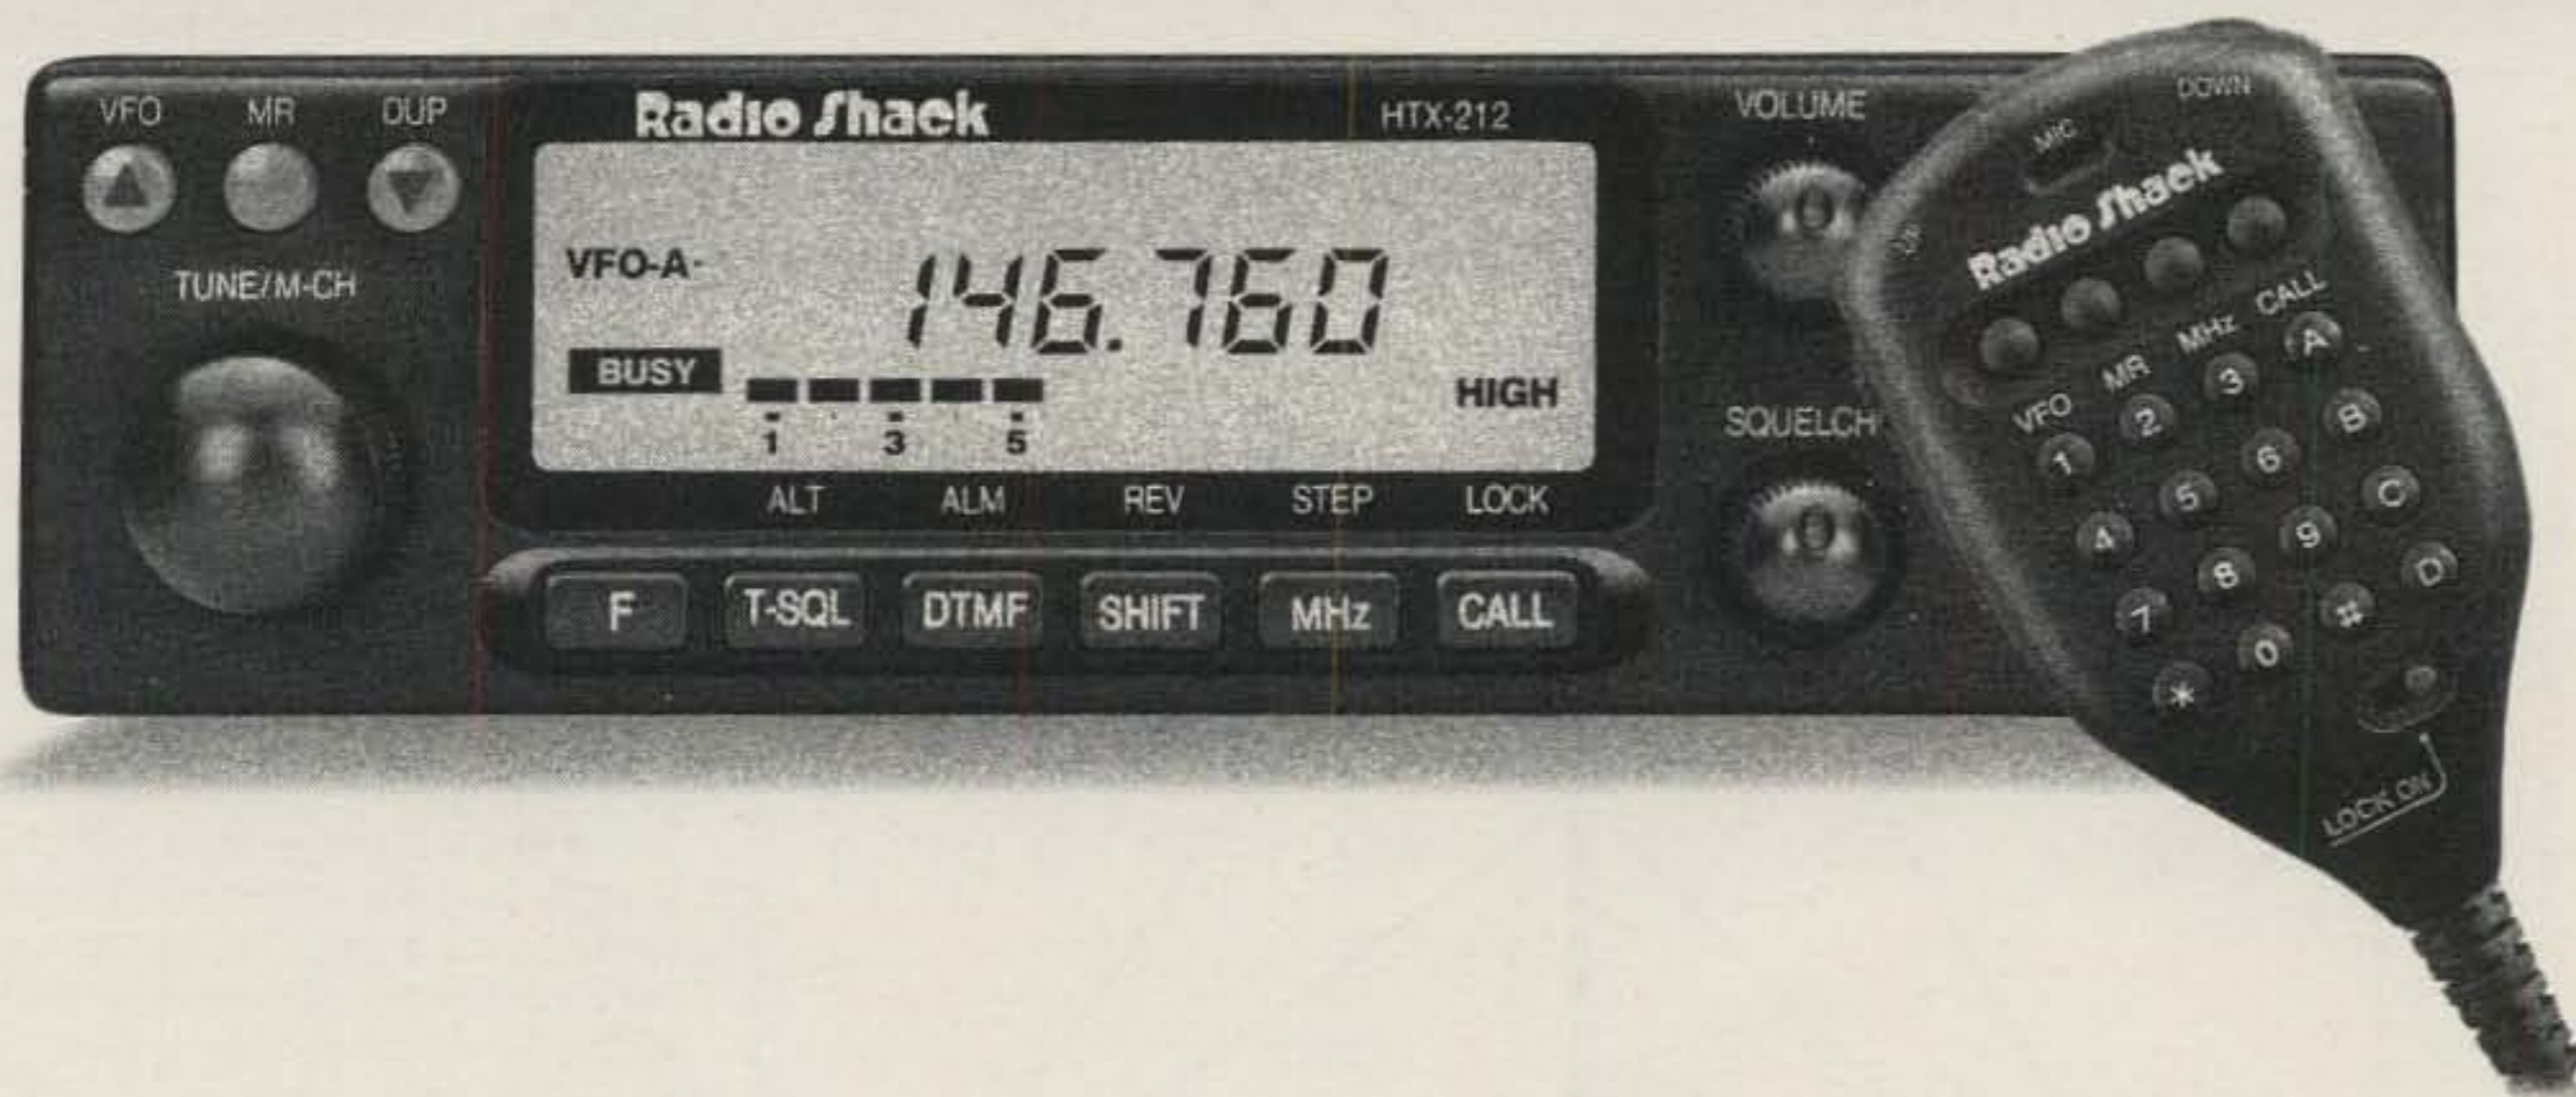 VFO MR DUP
TUNE/M-CH
Radio Shack HTX-212
VFO-A-
146.760
BUSY
HIGH
1 3 5
ALT ALM REV STEP LOCK
F T-SQL DTMF SHIFT MHz CALL
VOLUME
SQUELCH
DOWN
MIC
Radio Shack
VFO MR MHz CALL
1 2 3 A
4 5 6 B
7 8 9 C
* 0 # D
LOCK ON